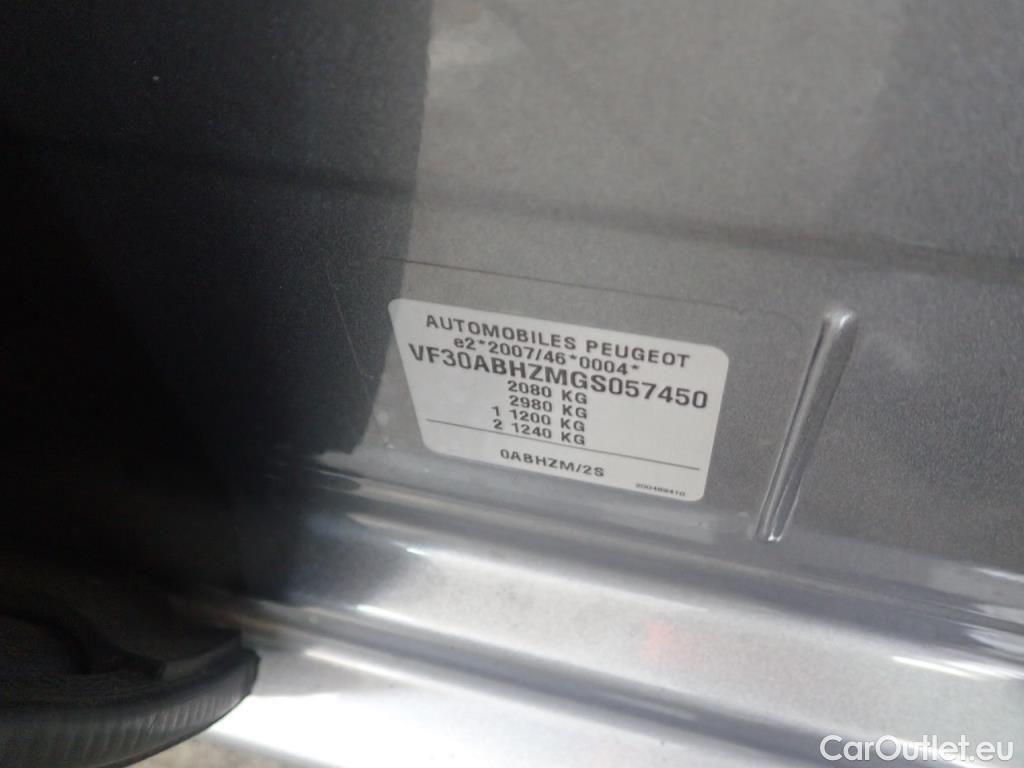 AUTOMOBILES PEUGEOT
e2*2007/46*0004*
VF30ABHZMGS057450
2080 KG
2980 KG
1 1200 KG
2 1240 KG
0ABHZM/2S
CarOutlet.eu